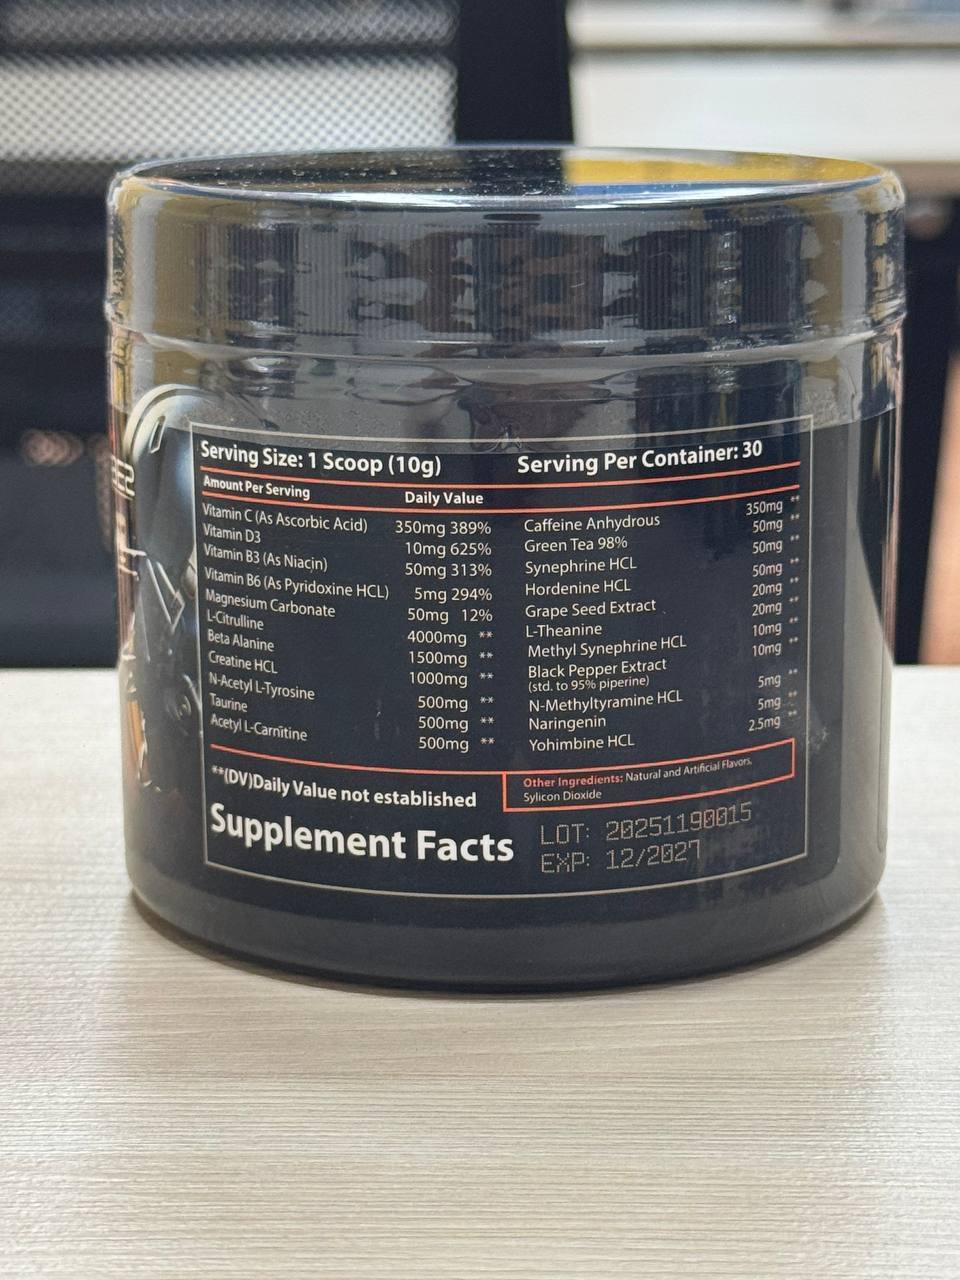 Serving Size: 1 Scoop (10g)
Serving Per Container: 30
Amount Per Serving Daily Value
Vitamin C (As Ascorbic Acid) 350mg 389%
Vitamin D3 10mg 625%
Vitamin B3 (As Niacin) 50mg 313%
Vitamin B6 (As Pyridoxine HCL) 5mg 294%
Magnesium Carbonate 50mg 12%
L-Citrulline 4000mg **
Beta Alanine 1500mg **
Creatine HCL 1000mg **
N-Acetyl L-Tyrosine 500mg **
Taurine 500mg **
Acetyl L-Carnitine 500mg **
Caffeine Anhydrous 350mg **
Green Tea 98% 50mg **
Synephrine HCL 50mg **
Hordenine HCL 50mg **
Grape Seed Extract 20mg **
L-Theanine 20mg **
Methyl Synephrine HCL 10mg **
Black Pepper Extract 10mg **
(std. to 95% piperine)
N-Methyltyramine HCL 5mg **
Naringenin 5mg **
Yohimbine HCL 2.5mg **
**(DV)Daily Value not established
Other Ingredients: Natural and Artificial Flavors,
Sylicon Dioxide
Supplement Facts
LOT: 20251190015
EXP: 12/2027